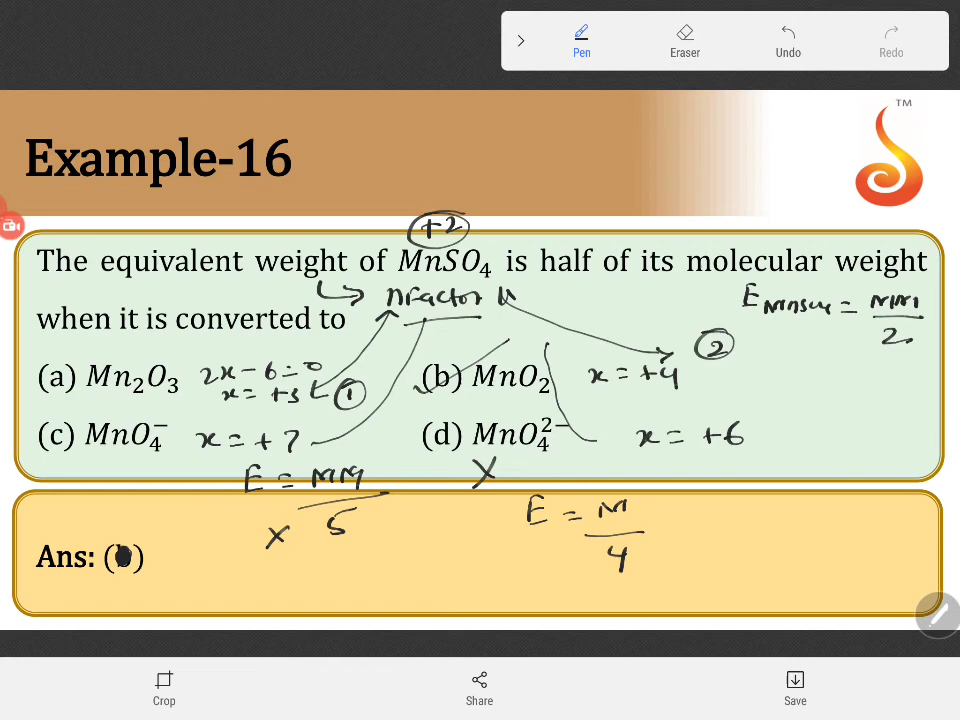 Pen Eraser Undo Redo
TM
Example-16
+2
The equivalent weight of MnSO₄ is half of its molecular weight
when it is converted to
nFactor
E MnSO4 = MM/2
(a) Mn₂O₃ 2x - 6 = 0
x = +3 1
(b) MnO₂ x = +4 2
(c) MnO₄⁻ x = +7
(d) MnO₄²⁻ x = +6
E = MM/5
X
X
E = M/4
Ans: (b)
Crop Share Save